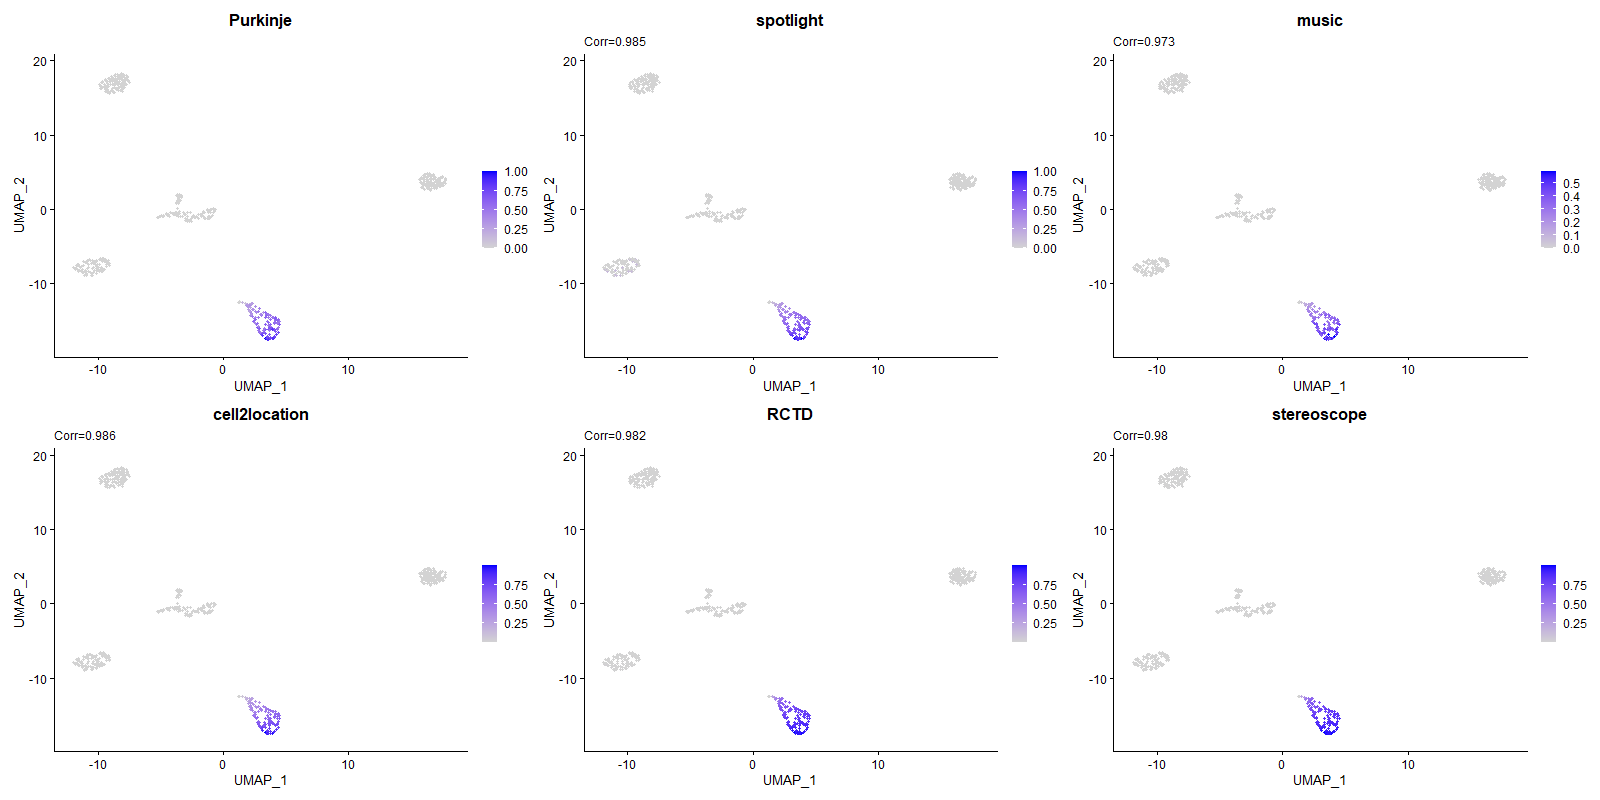 Purkinje
20
10
0
-10
UMAP_2
-10
0
10
UMAP_1
1.00
0.75
0.50
0.25
0.00
spotlight
Corr=0.985
20
10
0
-10
UMAP_2
-10
0
10
UMAP_1
1.00
0.75
0.50
0.25
0.00
music
Corr=0.973
20
10
0
-10
UMAP_2
-10
0
10
UMAP_1
0.5
0.4
0.3
0.2
0.1
0.0
cell2location
Corr=0.986
20
10
0
-10
UMAP_2
-10
0
10
UMAP_1
0.75
0.50
0.25
RCTD
Corr=0.982
20
10
0
-10
UMAP_2
-10
0
10
UMAP_1
0.75
0.50
0.25
stereoscope
Corr=0.98
20
10
0
-10
UMAP_2
-10
0
10
UMAP_1
0.75
0.50
0.25